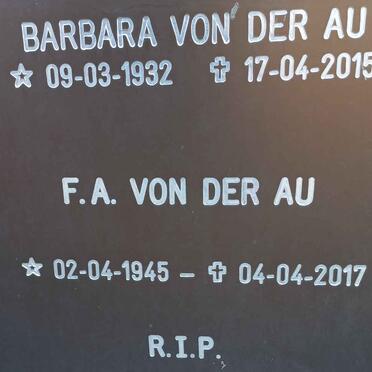 BARBARA VON DER AU
☆ 09-03-1932 ✞ 17-04-2015
F.A. VON DER AU
☆ 02-04-1945 – ✞ 04-04-2017
R.I.P.